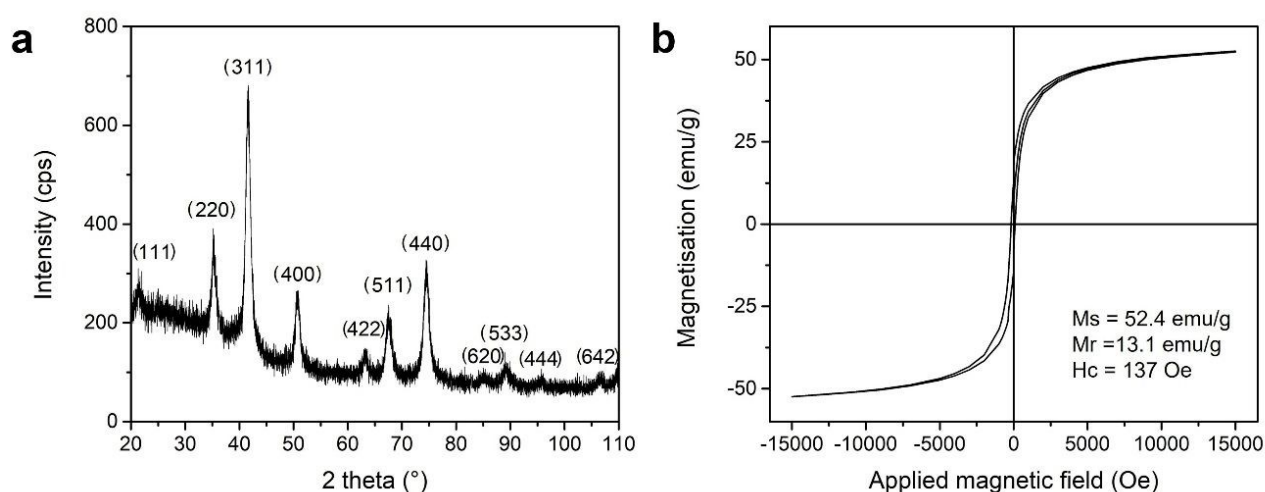 a
800
600
400
200
0
Intensity (cps)
(111)
(220)
(311)
(400)
(422)
(511)
(440)
(620)
(533)
(444)
(642)
20 30 40 50 60 70 80 90 100 110
2 theta (°)
b
50
25
0
-25
-50
Magnetisation (emu/g)
Ms = 52.4 emu/g
Mr =13.1 emu/g
Hc = 137 Oe
-15000 -10000 -5000 0 5000 10000 15000
Applied magnetic field (Oe)